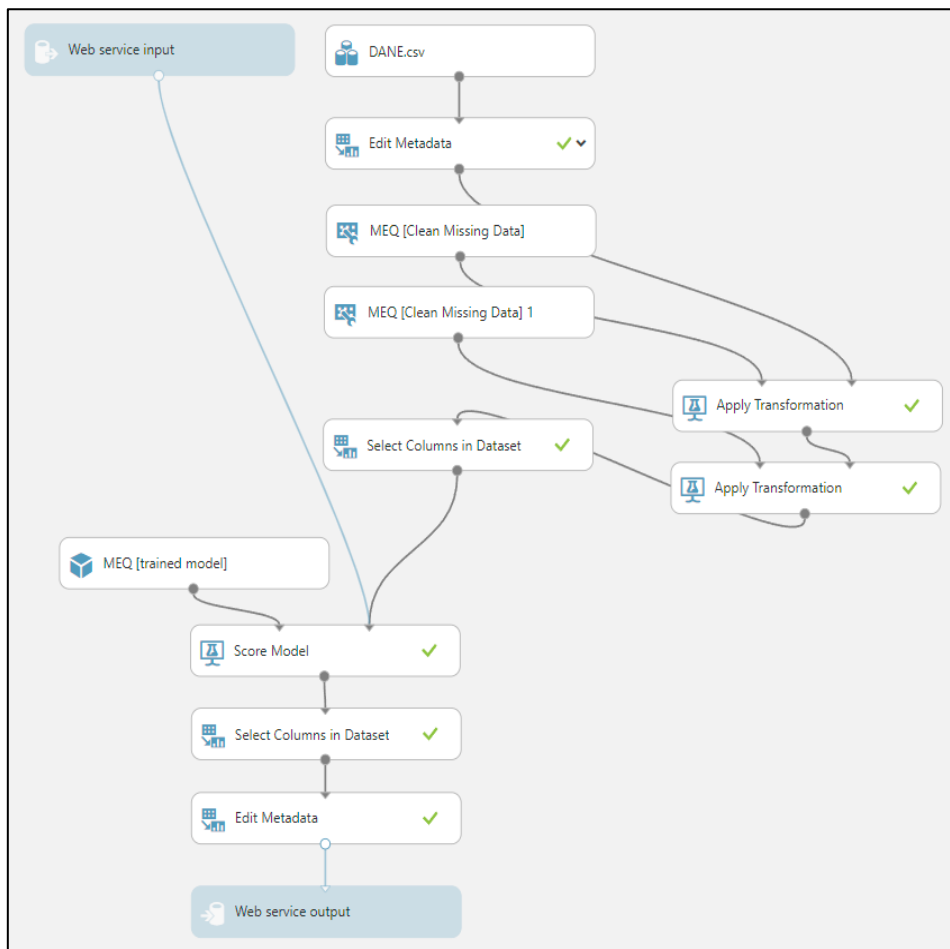 Web service input
DANE.csv
Edit Metadata
MEQ [Clean Missing Data]
MEQ [Clean Missing Data] 1
Apply Transformation
Select Columns in Dataset
Apply Transformation
MEQ [trained model]
Score Model
Select Columns in Dataset
Edit Metadata
Web service output